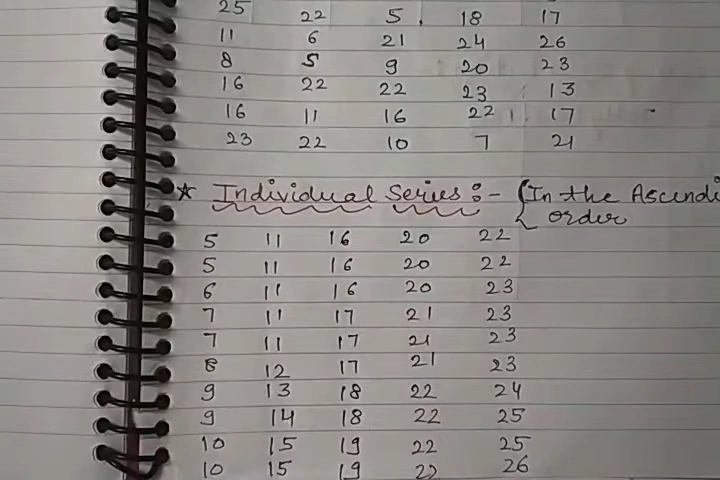 25 22 5 18 17
11 6 21 24 26
8 5 9 20 23
16 22 22 23 13
16 11 16 22 17
23 22 10 7 21
* Individual Series :- (In the Ascendi
order
5 11 16 20 22
5 11 16 20 22
6 11 16 20 23
7 11 17 21 23
7 11 17 21 23
8 12 17 21 23
9 13 18 22 24
9 14 18 22 25
10 15 19 22 25
10 15 19 22 26